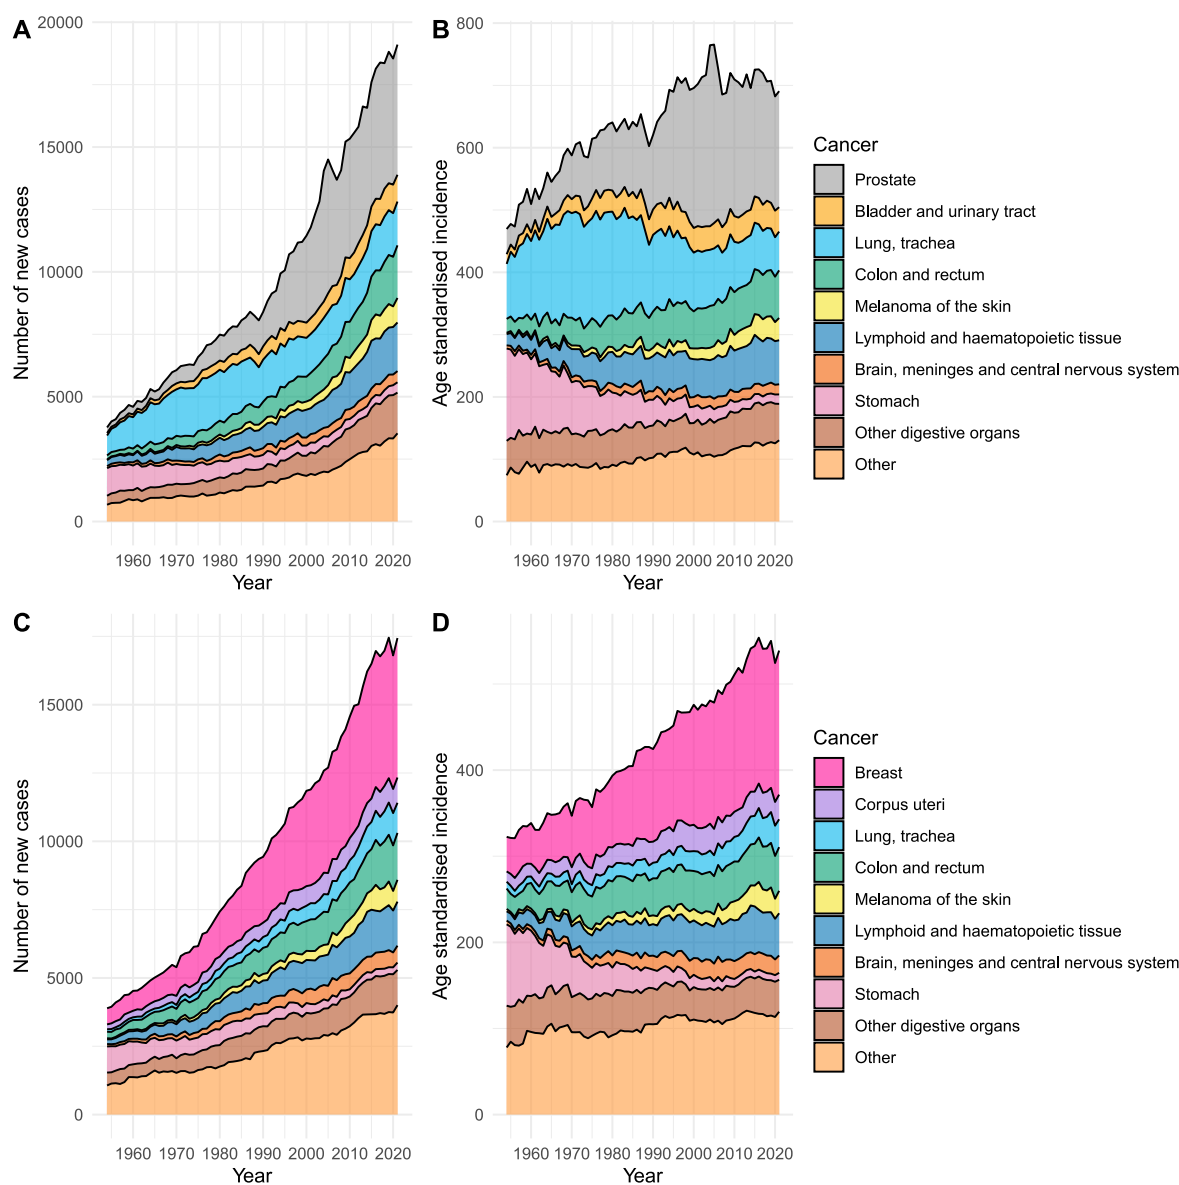 A
20000
15000
10000
5000
0
Number of new cases
1960 1970 1980 1990 2000 2010 2020
Year
B
800
600
400
200
0
Age standardised incidence
1960 1970 1980 1990 2000 2010 2020
Year
Cancer
Prostate
Bladder and urinary tract
Lung, trachea
Colon and rectum
Melanoma of the skin
Lymphoid and haematopoietic tissue
Brain, meninges and central nervous system
Stomach
Other digestive organs
Other
C
15000
10000
5000
0
Number of new cases
1960 1970 1980 1990 2000 2010 2020
Year
D
400
200
0
Age standardised incidence
1960 1970 1980 1990 2000 2010 2020
Year
Cancer
Breast
Corpus uteri
Lung, trachea
Colon and rectum
Melanoma of the skin
Lymphoid and haematopoietic tissue
Brain, meninges and central nervous system
Stomach
Other digestive organs
Other